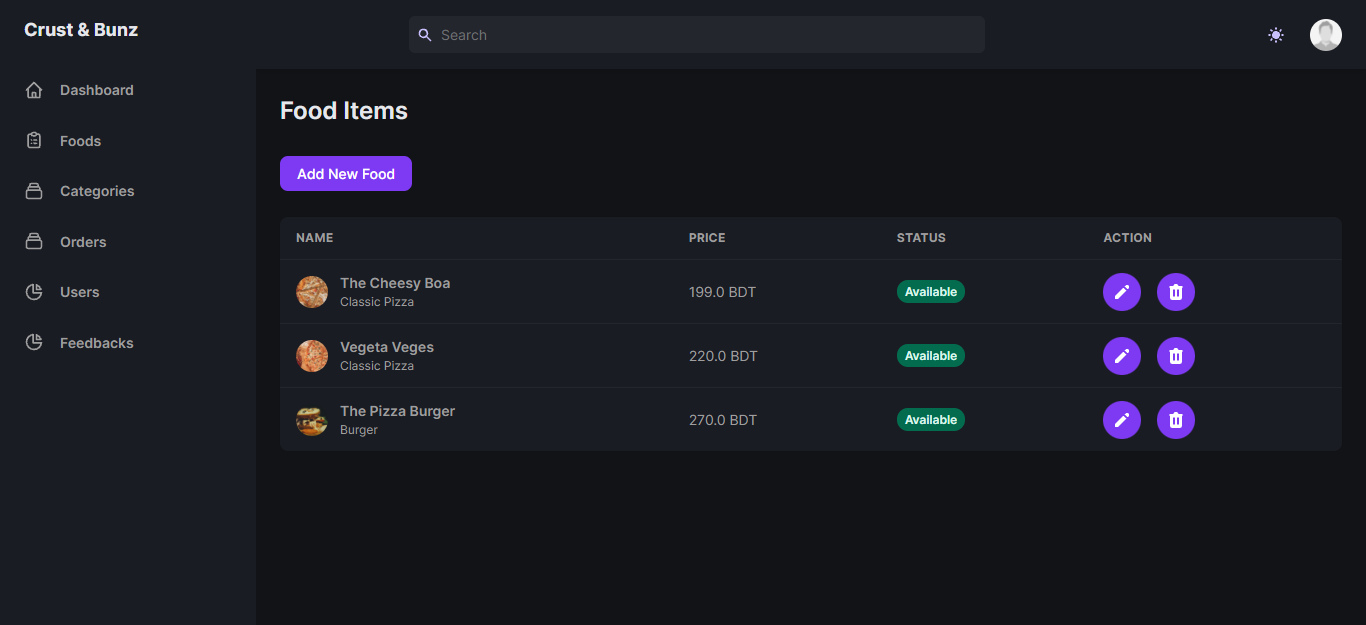 Crust & Bunz
Search
Dashboard
Foods
Categories
Orders
Users
Feedbacks
Food Items
Add New Food
NAME PRICE STATUS ACTION
The Cheesy Boa
Classic Pizza
199.0 BDT
Available
Vegeta Veges
Classic Pizza
220.0 BDT
Available
The Pizza Burger
Burger
270.0 BDT
Available